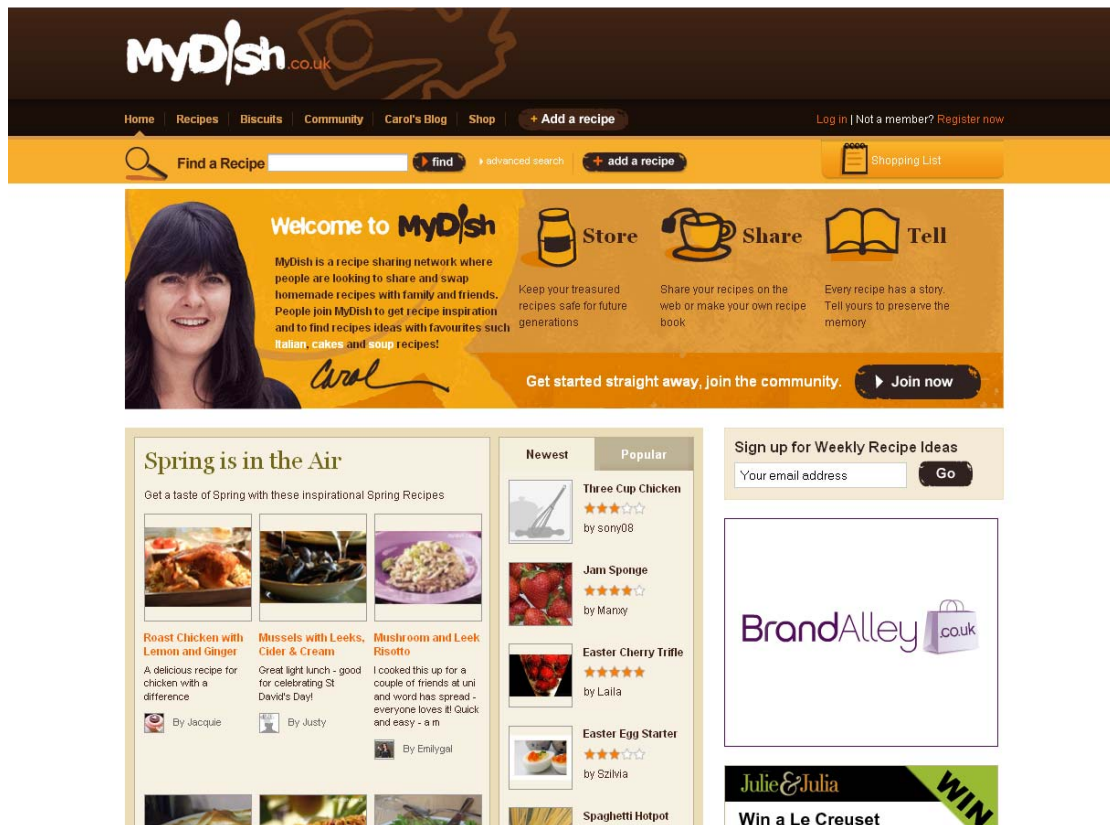 MyDish.co.uk
Home Recipes Biscuits Community Carol's Blog Shop + Add a recipe
Log in | Not a member? Register now
Find a Recipe find advanced search + add a recipe
Shopping List
Welcome to MyDish
MyDish is a recipe sharing network where
people are looking to share and swap
homemade recipes with family and friends.
People join MyDish to get recipe inspiration
and to find recipes ideas with favourites such
Italian, cakes and soup recipes!
Carol
Store
Keep your treasured
recipes safe for future
generations
Share
Share your recipes on the
web or make your own recipe
book
Tell
Every recipe has a story.
Tell yours to preserve the
memory
Get started straight away, join the community. Join now
Spring is in the Air
Get a taste of Spring with these inspirational Spring Recipes
Roast Chicken with
Lemon and Ginger
A delicious recipe for
chicken with a
difference
By Jacquie
Mussels with Leeks,
Cider & Cream
Great light lunch - good
for celebrating St
David's Day!
By Justy
Mushroom and Leek
Risotto
I cooked this up for a
couple of friends at uni
and word has spread -
everyone loves it! Quick
and easy - a m
By Emilygal
Newest Popular
Three Cup Chicken
by sony08
Jam Sponge
by Manxy
Easter Cherry Trifle
by Laila
Easter Egg Starter
by Szilvia
Spaghetti Hotpot
Sign up for Weekly Recipe Ideas
Your email address Go
BrandAlley .co.uk
Julie & Julia
WIN
Win a Le Creuset